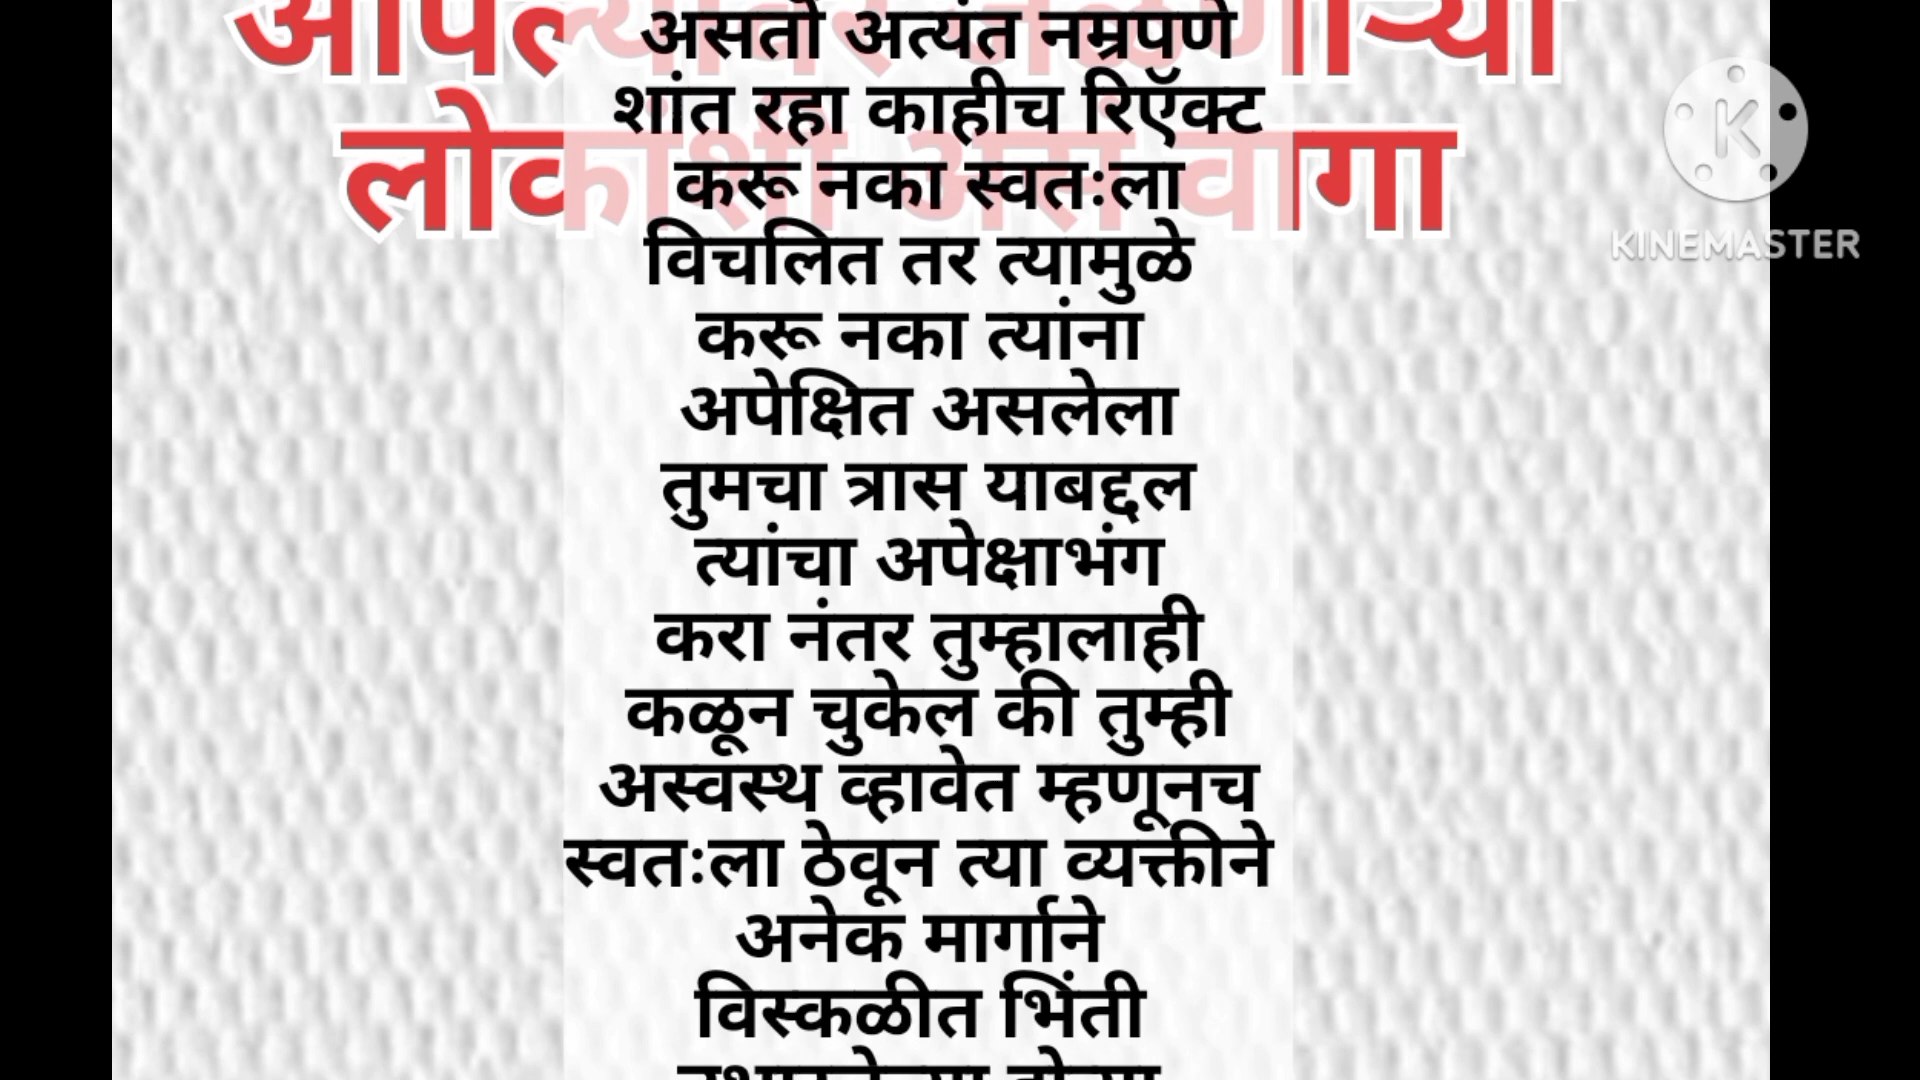 असतो अत्यंत नम्रपणे
शांत रहा काहीच रिऍक्ट
करू नका स्वतःला
विचलित तर त्यामुळे
करू नका त्यांना
अपेक्षित असलेला
तुमचा त्रास याबद्दल
त्यांचा अपेक्षाभंग
करा नंतर तुम्हालाही
कळून चुकेल की तुम्ही
अस्वस्थ व्हावेत म्हणूनच
स्वतःला ठेवून त्या व्यक्तीने
अनेक मार्गाने
विस्कळीत भिंती
लोकांशी असं वागा
KINEMASTER